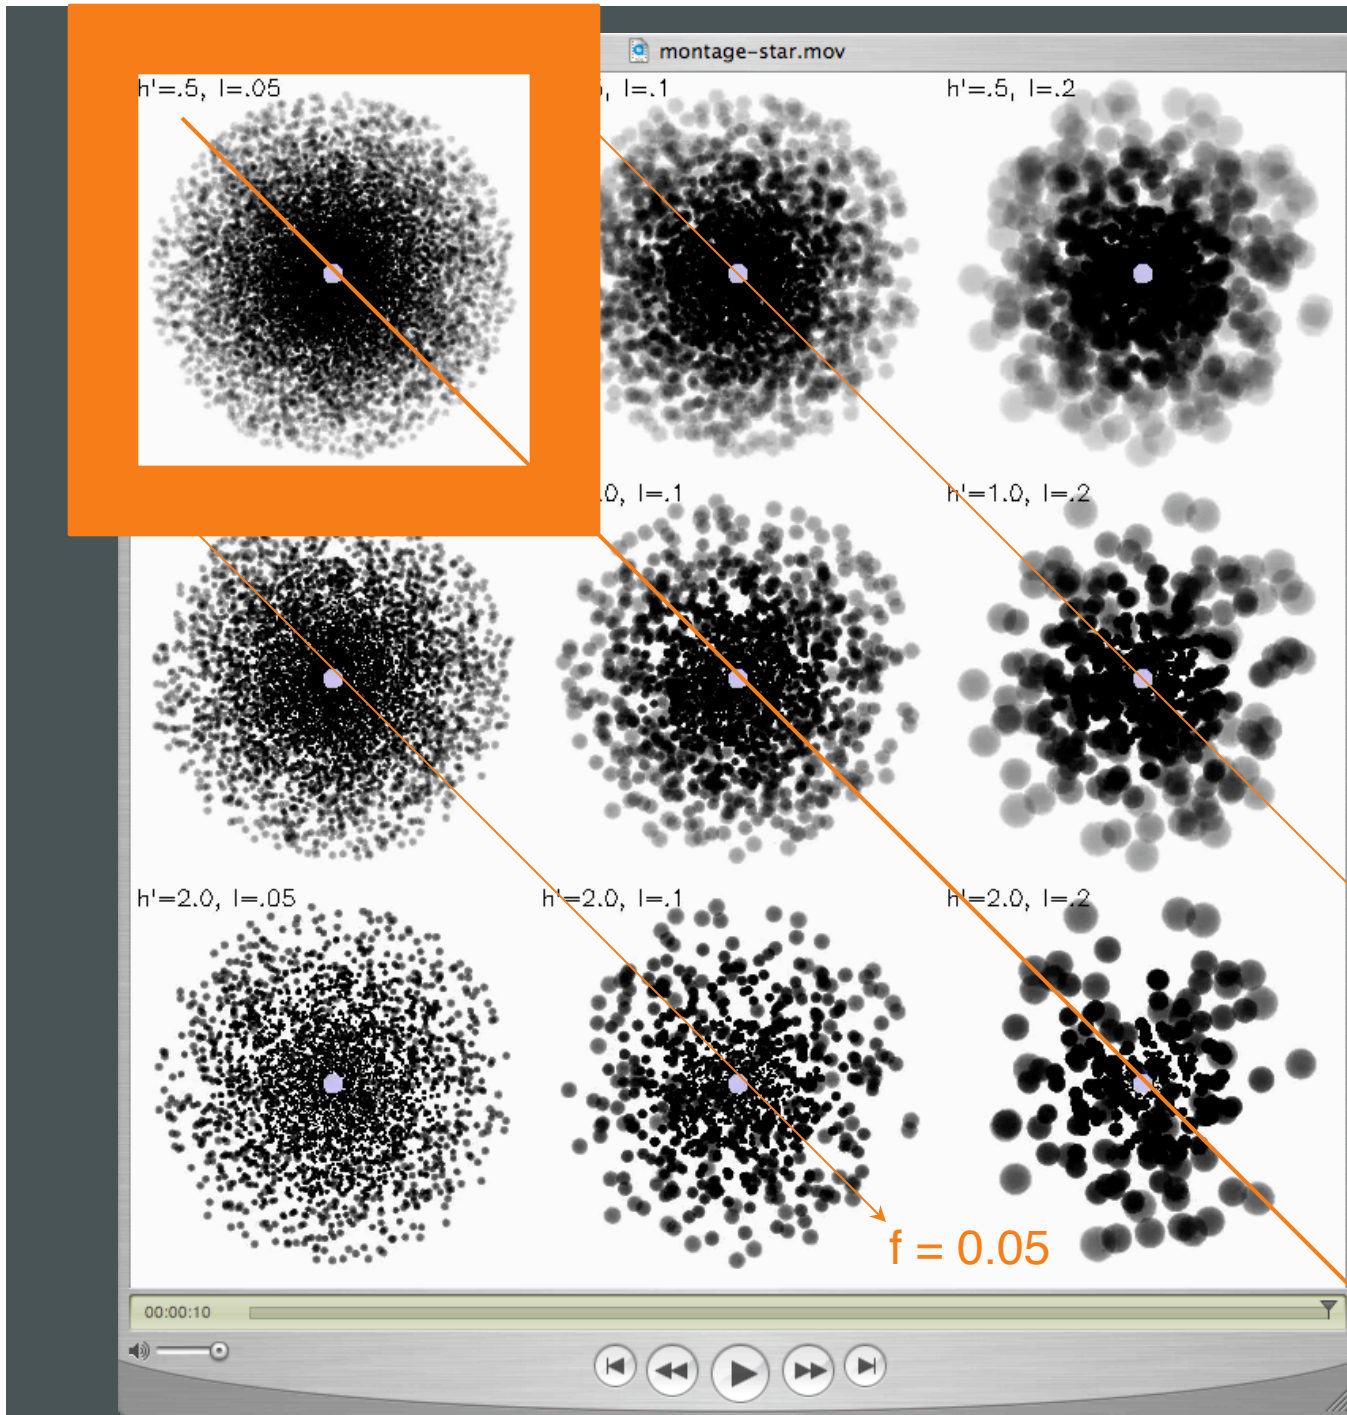 montage-star.mov
h'=.5, l=.05
, l=.1
h'=.5, l=.2
.0, l=.1
h'=1.0, l=.2
h'=2.0, l=.05
h'=2.0, l=.1
h'=2.0, l=.2
f = 0.05
00:00:10